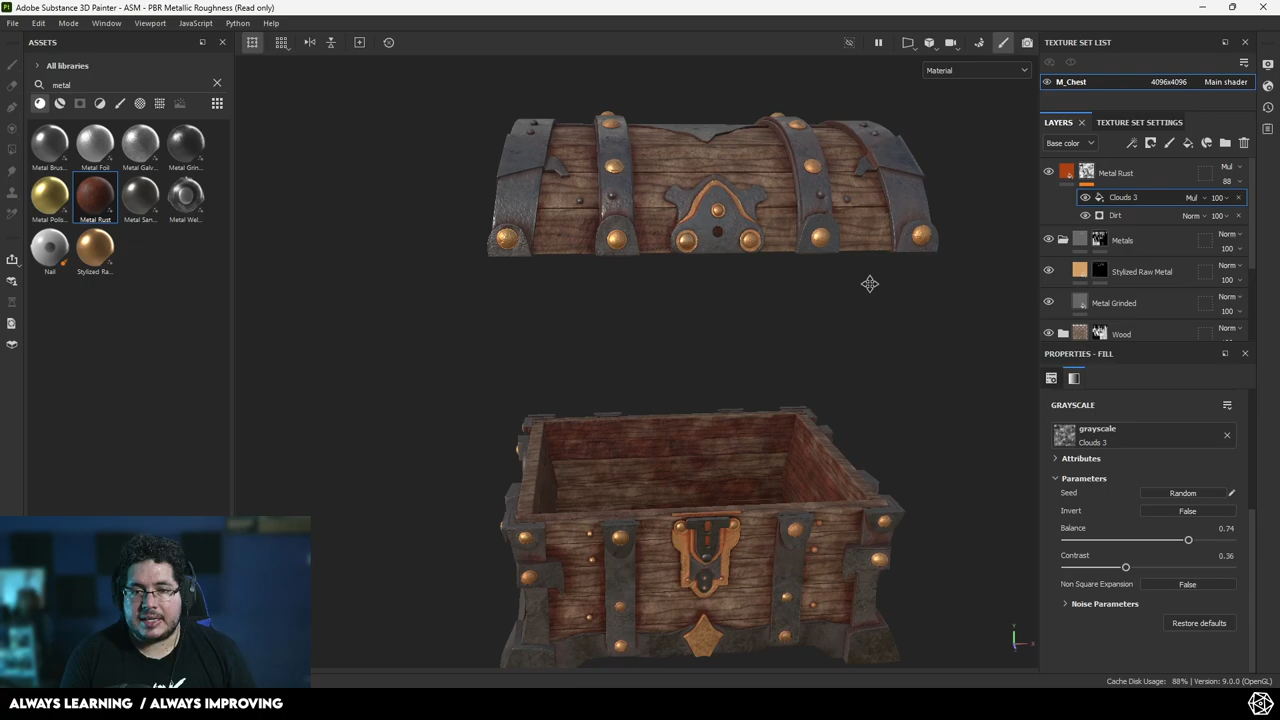 Pt Adobe Substance 3D Painter - ASM - PBR Metallic Roughness (Read only)
File Edit Mode Window Viewport JavaScript Python Help
ASSETS
All libraries
metal
Metal Brus...
Metal Foil
Metal Galv...
Metal Grin...
Metal Polis...
Metal Rust
Metal San...
Metal Wel...
Nail
Stylized Ra...
Material
TEXTURE SET LIST
M_Chest 4096x4096 Main shader
LAYERS TEXTURE SET SETTINGS
Base color
Metal Rust Mul 88
Clouds 3 Mul 100
Dirt Norm 100
Metals Norm 100
Stylized Raw Metal Norm 100
Metal Grinded Norm 100
Wood Norm
PROPERTIES - FILL
GRAYSCALE
grayscale
Clouds 3
Attributes
Parameters
Seed Random
Invert False
Balance 0.74
Contrast 0.36
Non Square Expansion False
Noise Parameters
Restore defaults
Y
X
Cache Disk Usage: 88% | Version: 9.0.0 (OpenGL)
ALWAYS LEARNING / ALWAYS IMPROVING